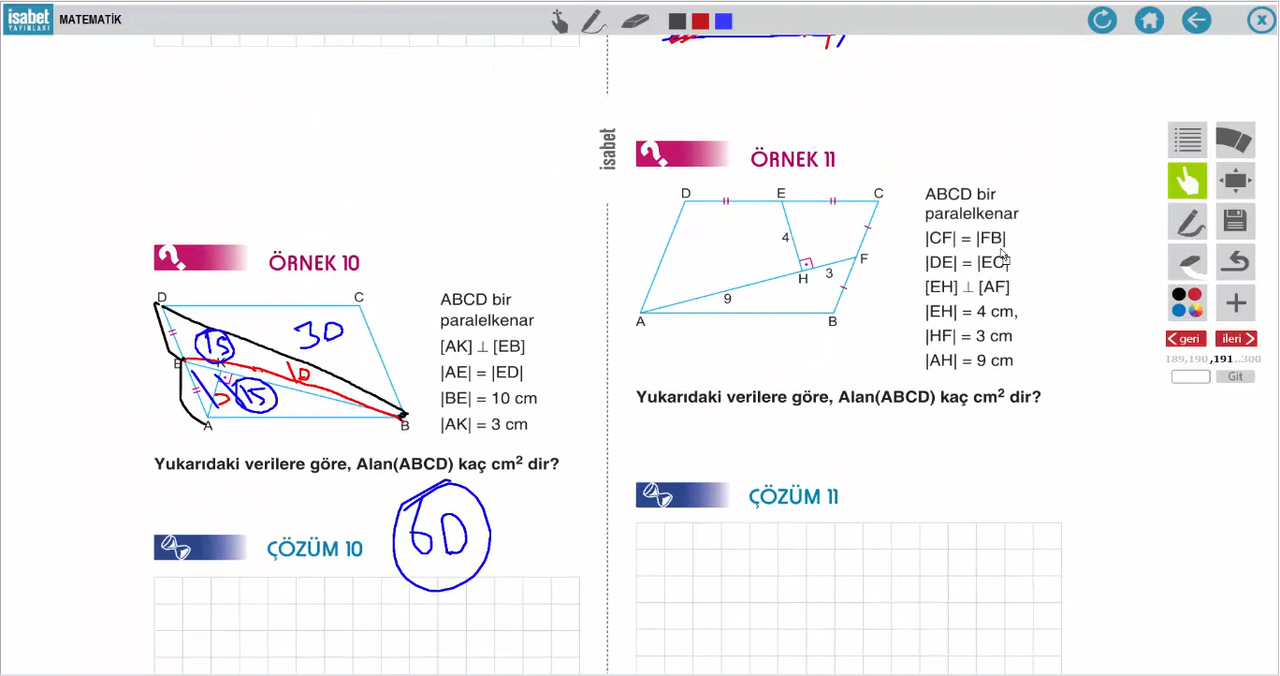 isabet
YAYINLARI
MATEMATİK
isabet
ÖRNEK 10
D
C
E
K
A
B
15
30
10
15
ABCD bir
paralelkenar
[AK] ⊥ [EB]
|AE| = |ED|
|BE| = 10 cm
|AK| = 3 cm
Yukarıdaki verilere göre, Alan(ABCD) kaç cm² dir?
60
ÇÖZÜM 10
ÖRNEK 11
D
E
C
4
F
H
3
9
A
B
ABCD bir
paralelkenar
|CF| = |FB|
|DE| = |EC|
[EH] ⊥ [AF]
|EH| = 4 cm,
|HF| = 3 cm
|AH| = 9 cm
Yukarıdaki verilere göre, Alan(ABCD) kaç cm² dir?
ÇÖZÜM 11
geri
ileri
189,190,191...300
Git